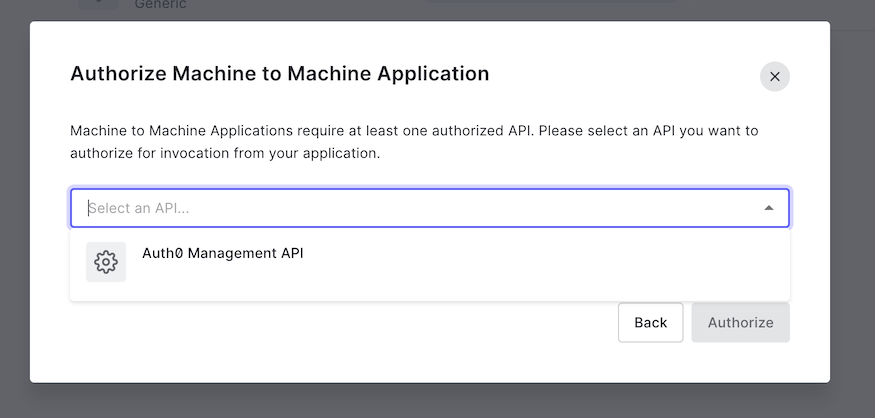 Generic
Authorize Machine to Machine Application
Machine to Machine Applications require at least one authorized API. Please select an API you want to
authorize for invocation from your application.
Select an API...
Auth0 Management API
Back
Authorize